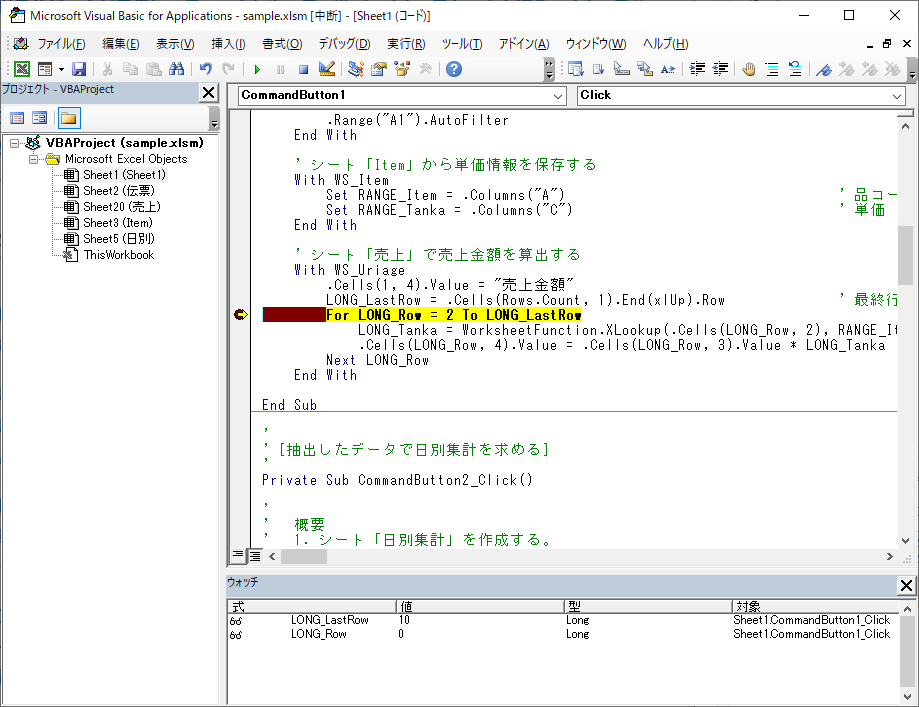 Microsoft Visual Basic for Applications - sample.xlsm [中断] - [Sheet1 (コード)]
ファイル(F) 編集(E) 表示(V) 挿入(I) 書式(O) デバッグ(D) 実行(R) ツール(T) アドイン(A) ウィンドウ(W) ヘルプ(H)
プロジェクト - VBAProject
VBAProject (sample.xlsm)
Microsoft Excel Objects
Sheet1 (Sheet1)
Sheet2 (伝票)
Sheet20 (売上)
Sheet3 (Item)
Sheet5 (日別)
ThisWorkbook
CommandButton1 Click
.Range("A1").AutoFilter
End With
' シート「Item」から単価情報を保存する
With WS_Item
Set RANGE_Item = .Columns("A") ' 品コー
Set RANGE_Tanka = .Columns("C") ' 単価
End With
' シート「売上」で売上金額を算出する
With WS_Uriage
.Cells(1, 4).Value = "売上金額"
LONG_LastRow = .Cells(Rows.Count, 1).End(xlUp).Row ' 最終行
For LONG_Row = 2 To LONG_LastRow
LONG_Tanka = WorksheetFunction.XLookup(.Cells(LONG_Row, 2), RANGE_It
.Cells(LONG_Row, 4).Value = .Cells(LONG_Row, 3).Value * LONG_Tanka
Next LONG_Row
End With
End Sub
'
' [抽出したデータで日別集計を求める]
'
Private Sub CommandButton2_Click()
'
' 概要
' 1. シート「日別集計」を作成する。
ウォッチ
式 値 型 対象
LONG_LastRow 10 Long Sheet1.CommandButton1_Click
LONG_Row 0 Long Sheet1.CommandButton1_Click